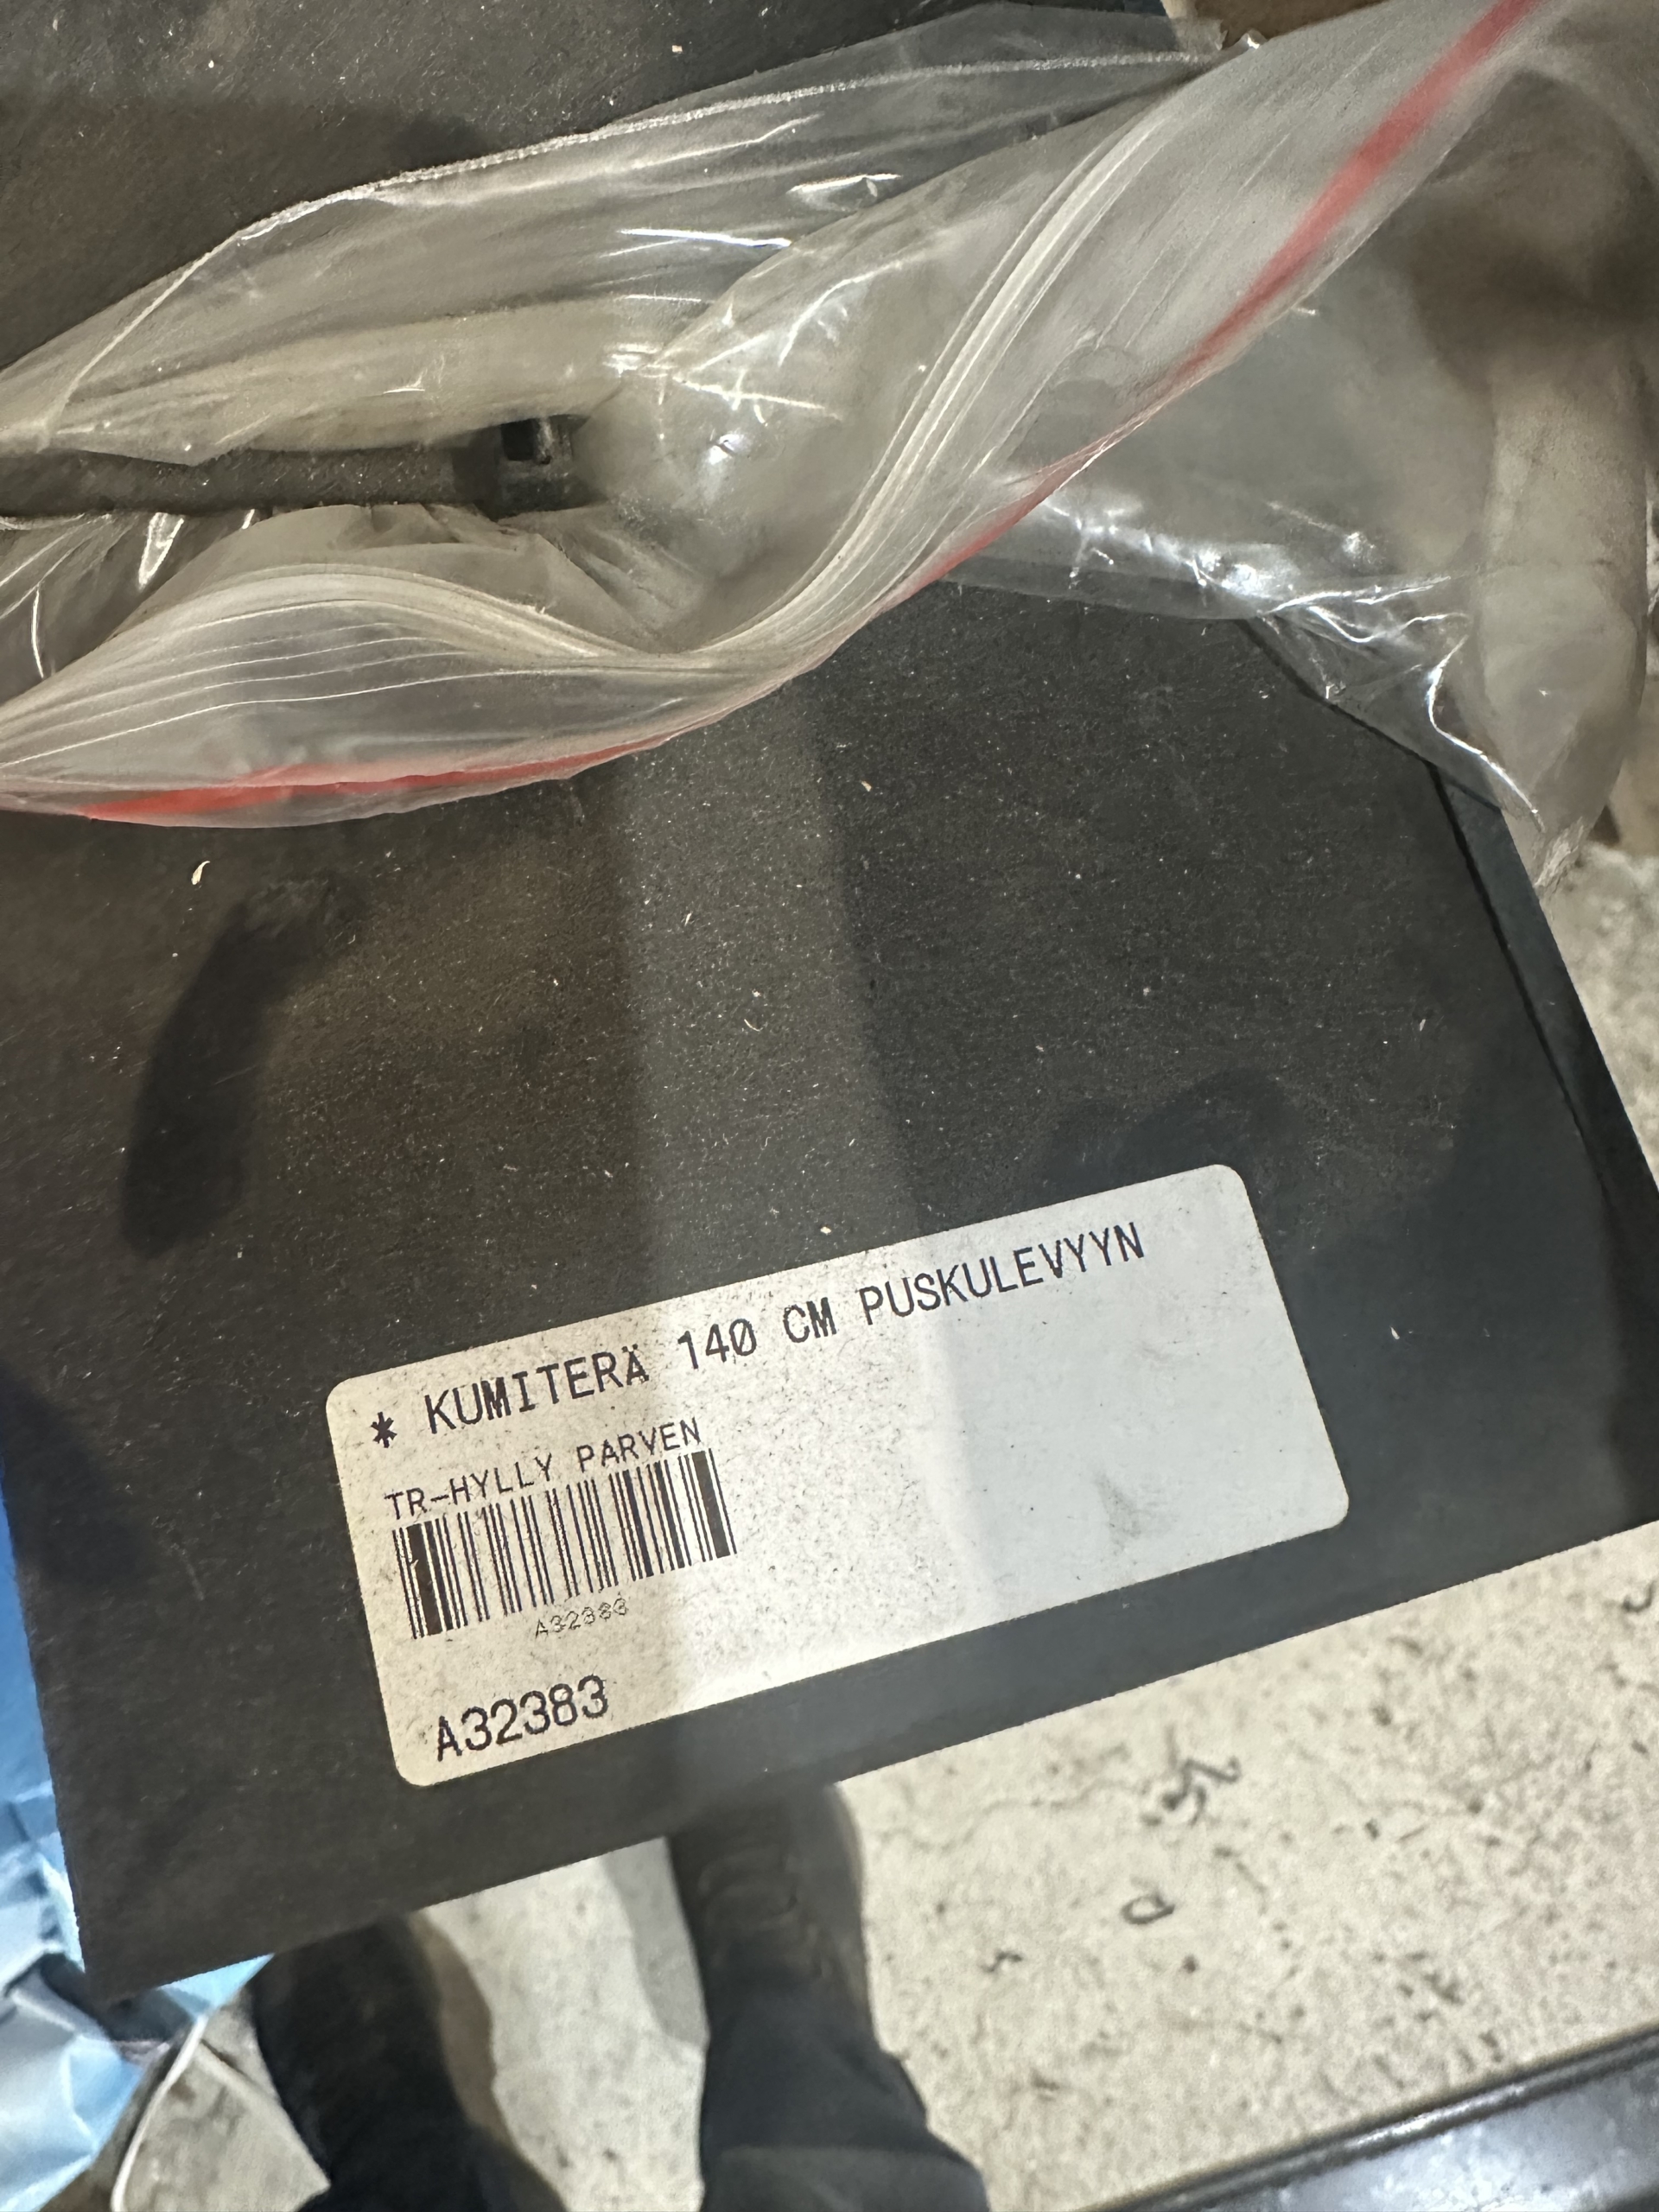 * KUMITERÄ 140 CM PUSKULEVYYN
TR-HYLLY PARVEN
A32383
A32383